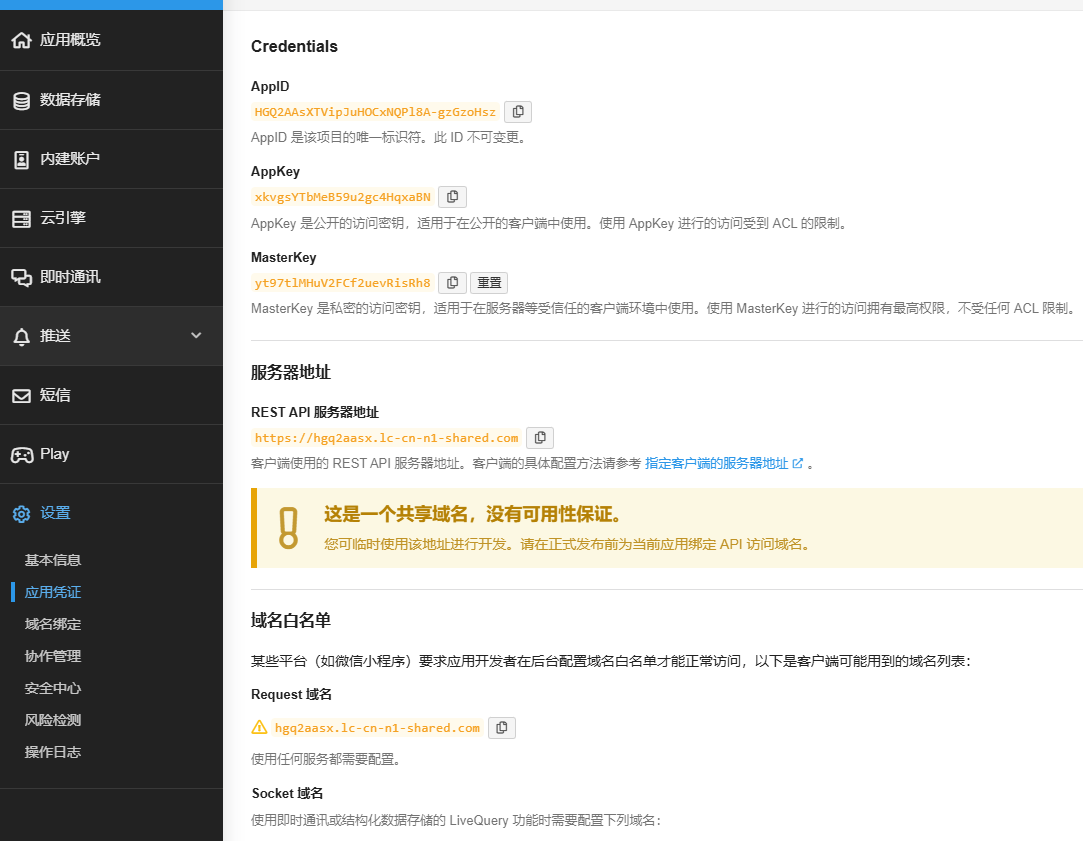 应用概览
数据存储
内建账户
云引擎
即时通讯
推送
短信
Play
设置
基本信息
应用凭证
域名绑定
协作管理
安全中心
风险检测
操作日志
Credentials
AppID
HGQ2AAsXTVipJuHOCxNQPl8A-gzGzoHsz
AppID 是该项目的唯一标识符。此 ID 不可变更。
AppKey
xkvgsYTbMeB59u2gc4HqxaBN
AppKey 是公开的访问密钥，适用于在公开的客户端中使用。使用 AppKey 进行的访问受到 ACL 的限制。
MasterKey
yt97tlMHuV2FCf2uevRisRh8 重置
MasterKey 是私密的访问密钥，适用于在服务器等受信任的客户端环境中使用。使用 MasterKey 进行的访问拥有最高权限，不受任何 ACL 限制。
服务器地址
REST API 服务器地址
https://hgq2aasx.lc-cn-n1-shared.com
客户端使用的 REST API 服务器地址。客户端的具体配置方法请参考 指定客户端的服务器地址 。
这是一个共享域名，没有可用性保证。
您可临时使用该地址进行开发。请在正式发布前为当前应用绑定 API 访问域名。
域名白名单
某些平台（如微信小程序）要求应用开发者在后台配置域名白名单才能正常访问，以下是客户端可能用到的域名列表：
Request 域名
hgq2aasx.lc-cn-n1-shared.com
使用任何服务都需要配置。
Socket 域名
使用即时通讯或结构化数据存储的 LiveQuery 功能时需要配置下列域名：